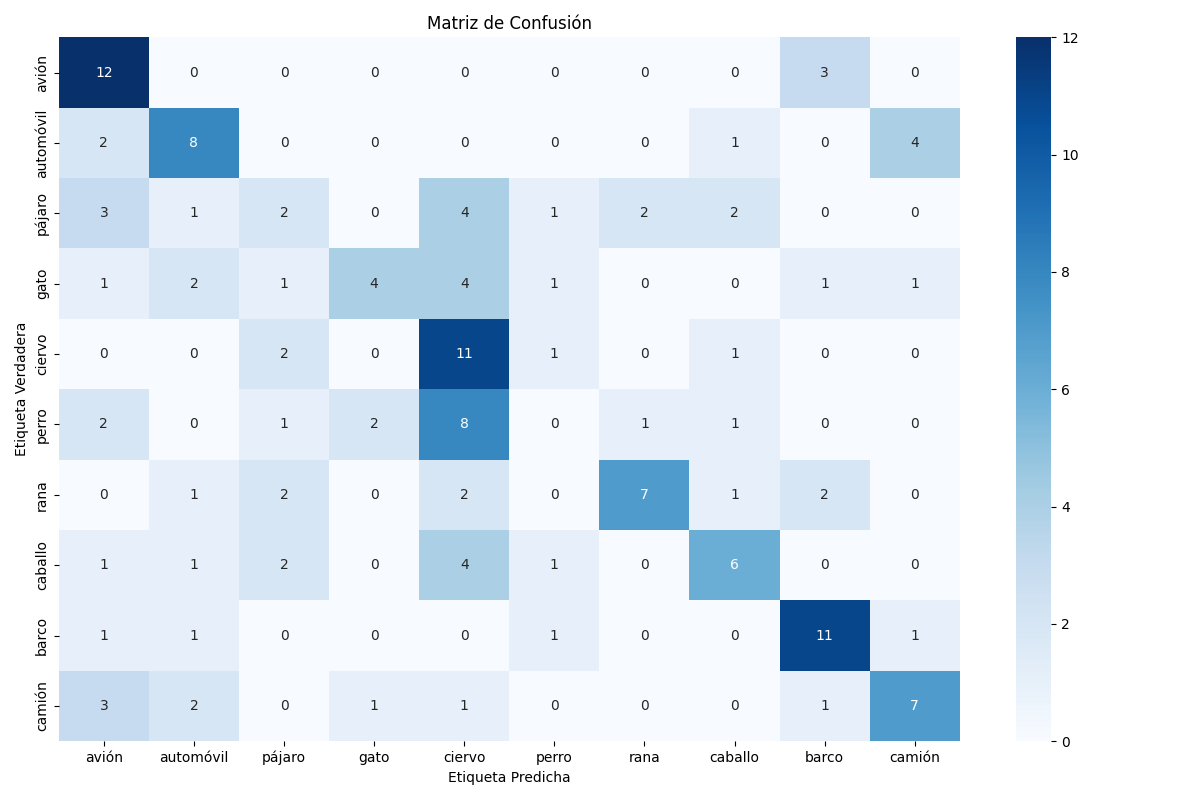 Matriz de Confusión
Etiqueta Verdadera
avión 12 0 0 0 0 0 0 0 3 0
automóvil 2 8 0 0 0 0 0 1 0 4
pájaro 3 1 2 0 4 1 2 2 0 0
gato 1 2 1 4 4 1 0 0 1 1
ciervo 0 0 2 0 11 1 0 1 0 0
perro 2 0 1 2 8 0 1 1 0 0
rana 0 1 2 0 2 0 7 1 2 0
caballo 1 1 2 0 4 1 0 6 0 0
barco 1 1 0 0 0 1 0 0 11 1
camión 3 2 0 1 1 0 0 0 1 7
avión automóvil pájaro gato ciervo perro rana caballo barco camión
Etiqueta Predicha
12
10
8
6
4
2
0